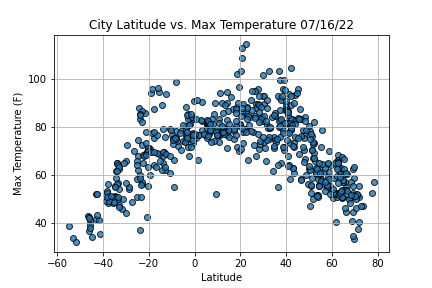 City Latitude vs. Max Temperature 07/16/22
Max Temperature (F)
100
80
60
40
−60 −40 −20 0 20 40 60 80
Latitude